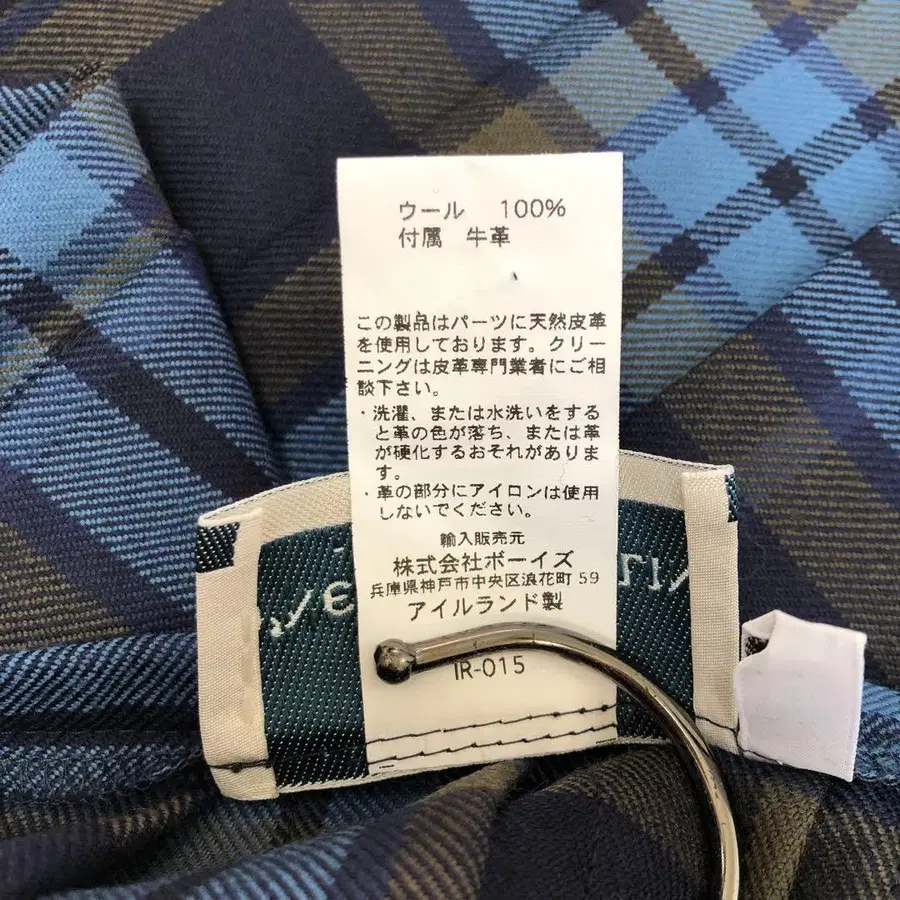 ウール 100%
付属 牛革
この製品はパーツに天然皮革
を使用しております。クリー
ニングは皮革専門業者にご相
談下さい。
・洗濯、または水洗いをする
と革の色が落ち、または革
が硬化するおそれがありま
す。
・革の部分にアイロンは使用
しないでください。
輸入販売元
株式会社ボーイズ
兵庫県神戸市中央区浪花町 59
アイルランド製
IR-015